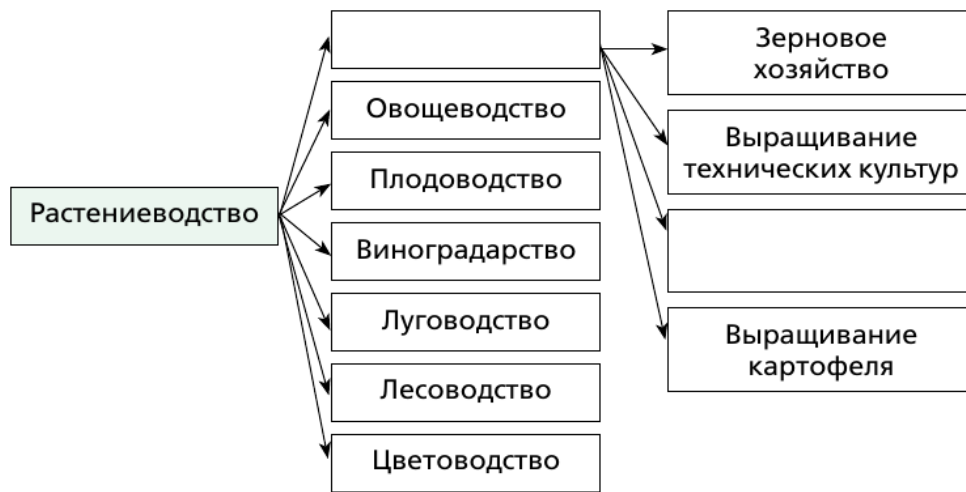 Растениеводство
Овощеводство
Плодоводство
Виноградарство
Луговодство
Лесоводство
Цветоводство
Зерновое
хозяйство
Выращивание
технических культур
Выращивание
картофеля